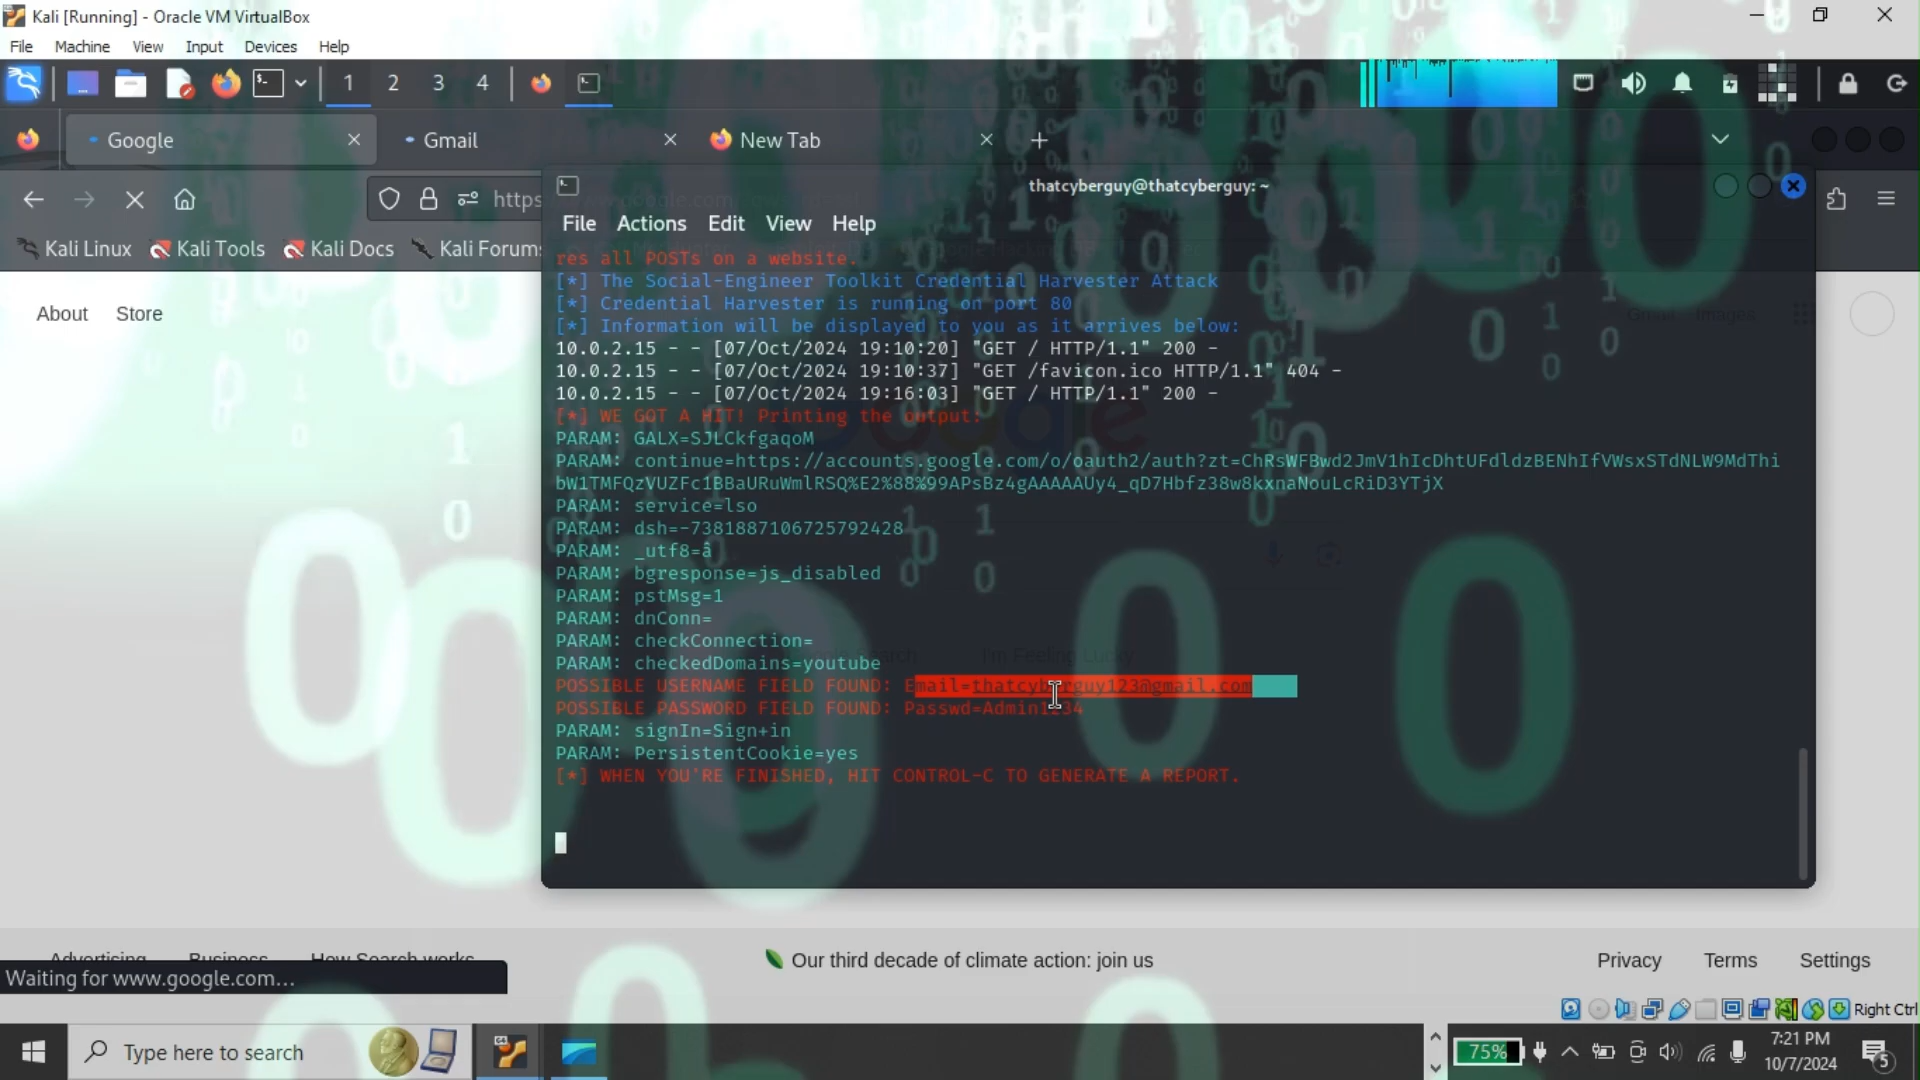 Kali [Running] - Oracle VM VirtualBox
File Machine View Input Devices Help
1 2 3 4
Google Gmail New Tab
https
thatcyberguy@thatcyberguy: ~
File Actions Edit View Help
Kali Linux Kali Tools Kali Docs Kali Forums
res all POSTs on a website.
[*] The Social-Engineer Toolkit Credential Harvester Attack
[*] Credential Harvester is running on port 80
[*] Information will be displayed to you as it arrives below:
About Store
Gmail Images
10.0.2.15 - - [07/Oct/2024 19:10:20] "GET / HTTP/1.1" 200 -
10.0.2.15 - - [07/Oct/2024 19:10:37] "GET /favicon.ico HTTP/1.1" 404 -
10.0.2.15 - - [07/Oct/2024 19:16:03] "GET / HTTP/1.1" 200 -
[*] WE GOT A HIT! Printing the output:
PARAM: GALX=SJLCkfgaqoM
PARAM: continue=https://accounts.google.com/o/oauth2/auth?zt=ChRsWFBwd2JmV1hIcDhtUFdldzBENhIfVWsxSTdNLW9MdThi
bW1TMFQzVUZFc1BBaURuWmlRSQ%E2%88%99APsBz4gAAAAAUy4_qD7Hbfz38w8kxnaNouLcRiD3YTjX
PARAM: service=lso
PARAM: dsh=-7381887106725792428
PARAM: _utf8=â
PARAM: bgresponse=js_disabled
PARAM: pstMsg=1
PARAM: dnConn=
PARAM: checkConnection=
PARAM: checkedDomains=youtube
I'm Feeling Lucky
POSSIBLE USERNAME FIELD FOUND: Email=thatcyberguy123@gmail.com
POSSIBLE PASSWORD FIELD FOUND: Passwd=Admin1234
PARAM: signIn=Sign+in
PARAM: PersistentCookie=yes
[*] WHEN YOU'RE FINISHED, HIT CONTROL-C TO GENERATE A REPORT.
Advertising Business How Search works
Our third decade of climate action: join us
Privacy Terms Settings
Waiting for www.google.com...
Right Ctrl
Type here to search
75%
7:21 PM
10/7/2024
5